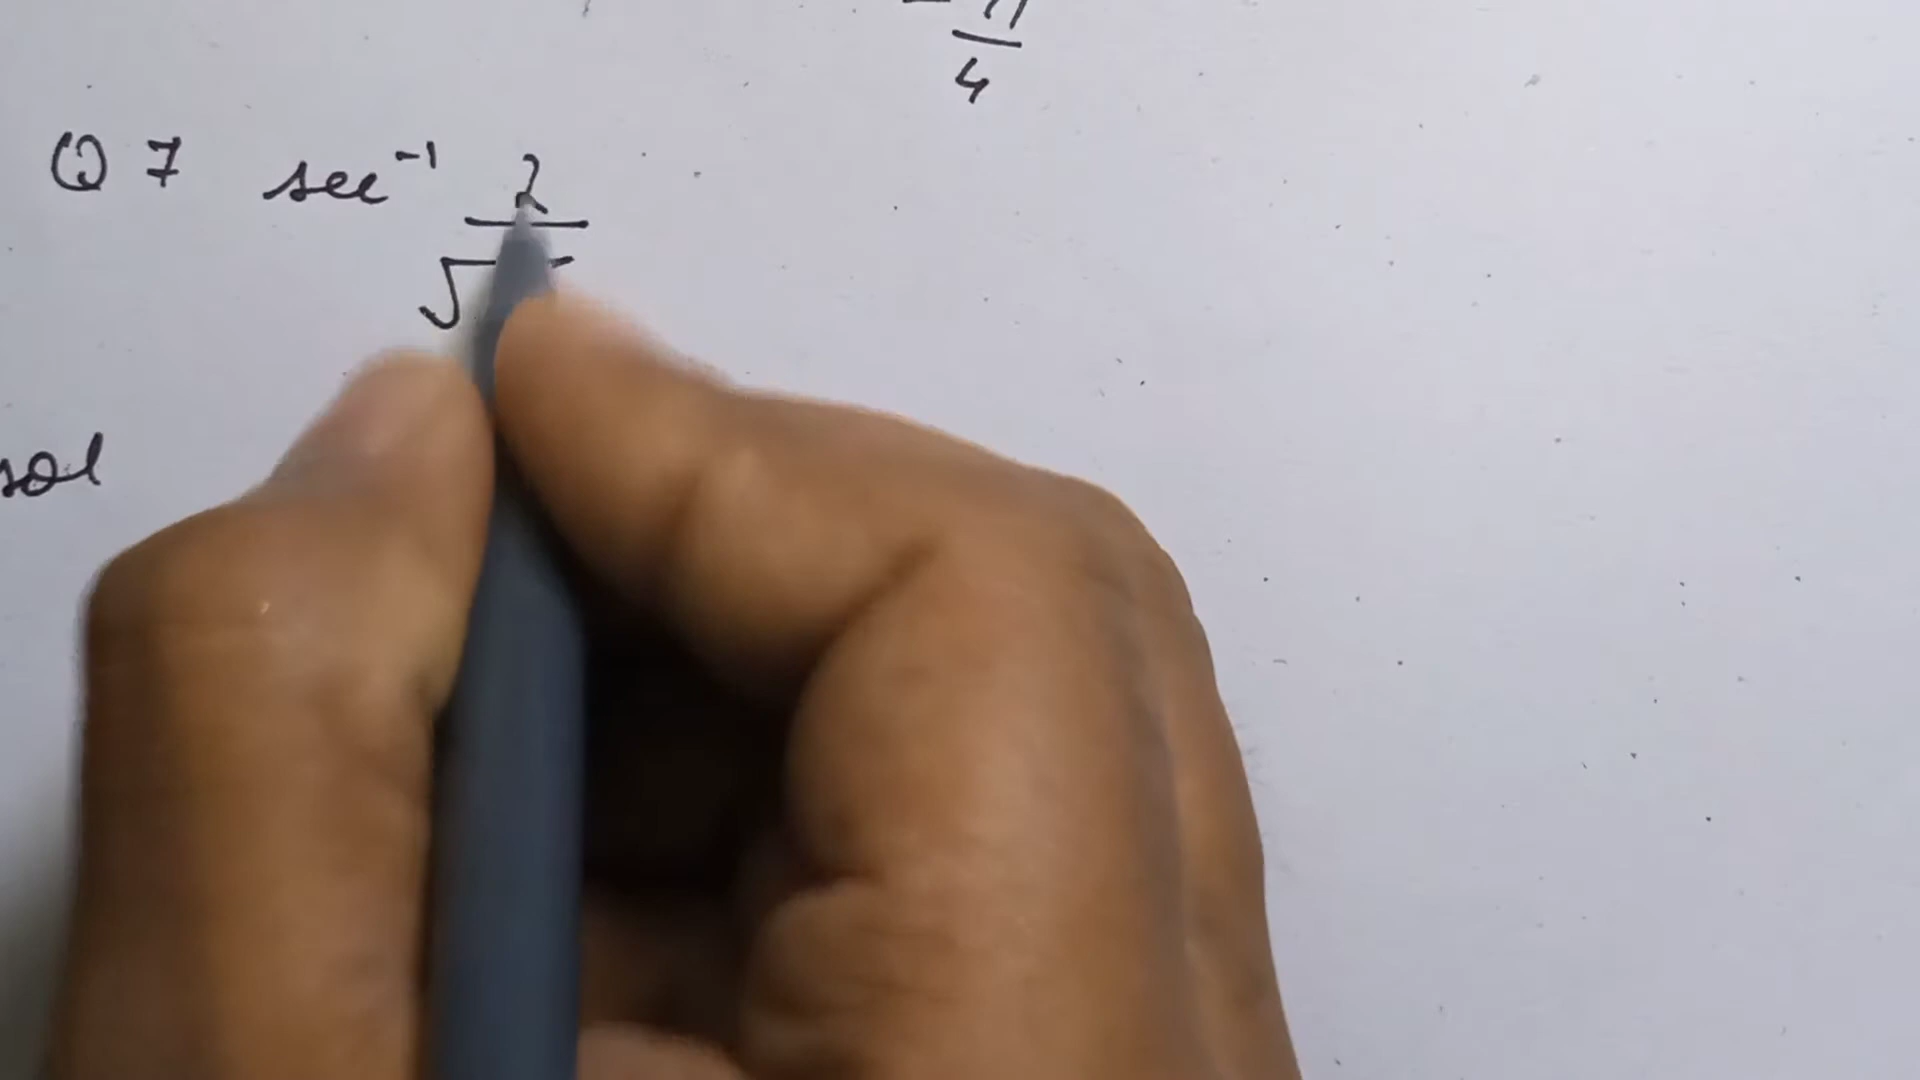 π/4
Q 7 sec⁻¹ 2/√
sol